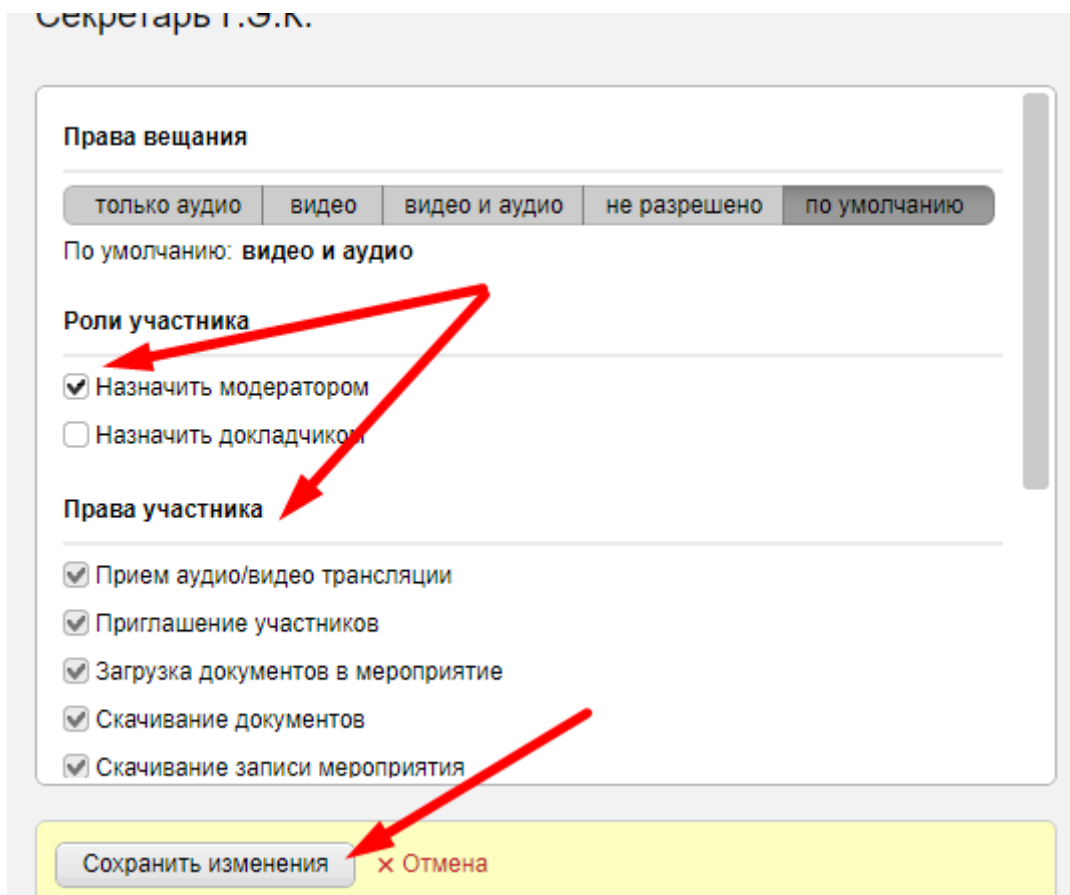 Секретарь Г.Э.К.
Права вещания
только аудио видео видео и аудио не разрешено по умолчанию
По умолчанию: видео и аудио
Роли участника
Назначить модератором
Назначить докладчиком
Права участника
Прием аудио/видео трансляции
Приглашение участников
Загрузка документов в мероприятие
Скачивание документов
Скачивание записи мероприятия
Сохранить изменения × Отмена